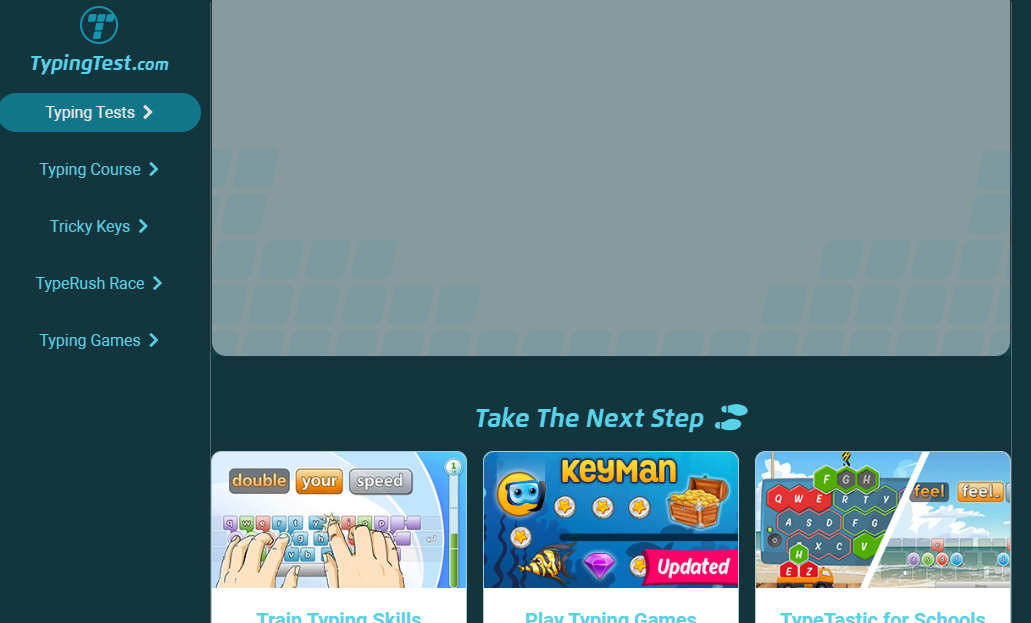 TypingTest.com
Typing Tests
Typing Course
Tricky Keys
TypeRush Race
Typing Games
Take The Next Step
double your speed
q w e r t y i o p
g h
v b
1
KEYMAN
Updated
F G H
Q W E R T Y
A S D F G
X C V
H
E Z
feel feel_
Train Typing Skills
Play Typing Games
TypeTastic for Schools